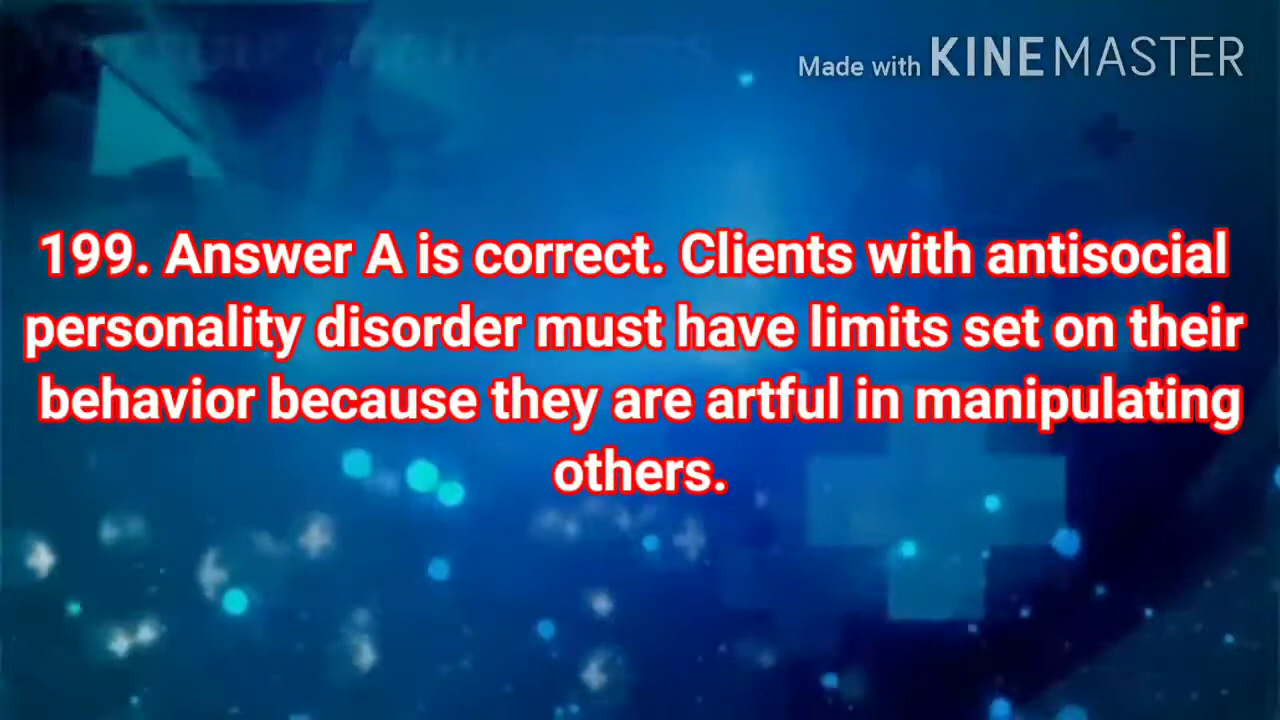 Made with KINEMASTER
199. Answer A is correct. Clients with antisocial
personality disorder must have limits set on their
behavior because they are artful in manipulating
others.